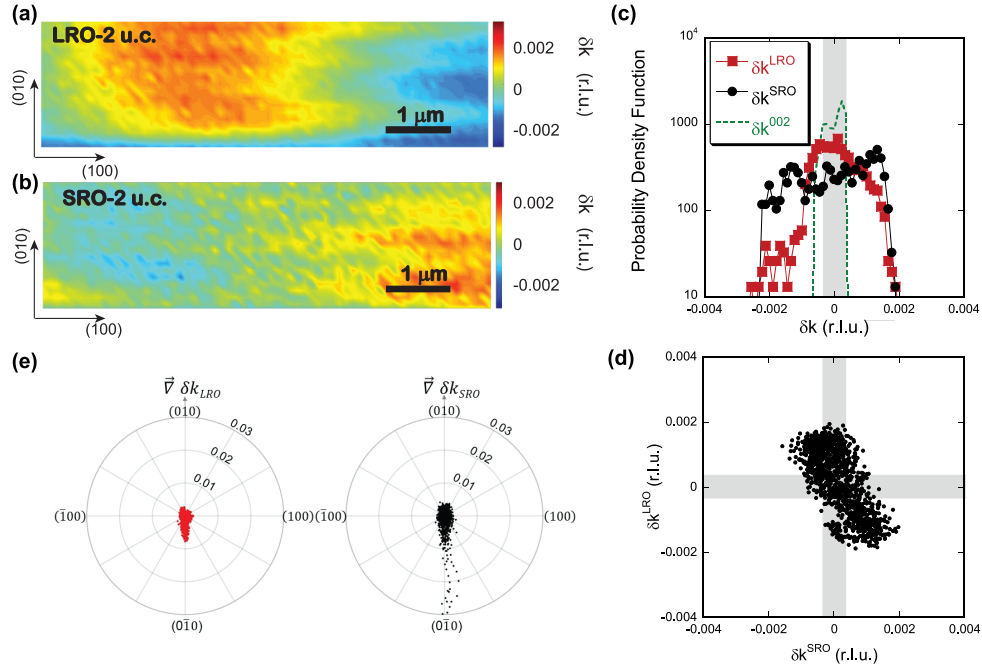 (a)
LRO-2 u.c.
(010)
(100)
1 μm
0.002
0
-0.002
δk (r.l.u.)
(b)
SRO-2 u.c.
(010)
(100)
1 μm
0.002
0
-0.002
δk (r.l.u.)
(c)
Probability Density Function
10⁴
1000
100
10
δk^LRO
δk^SRO
δk^002
-0.004 -0.002 0 0.002 0.004
δk (r.l.u.)
(d)
δk^LRO (r.l.u.)
0.004
0.002
0
-0.002
-0.004
-0.004 -0.002 0 0.002 0.004
δk^SRO (r.l.u.)
(e)
∇⃗ δk_LRO
(010)
0.03
0.02
0.01
(1̅00)
(100)
(01̅0)
∇⃗ δk_SRO
(010)
0.03
0.02
0.01
(1̅00)
(100)
(01̅0)